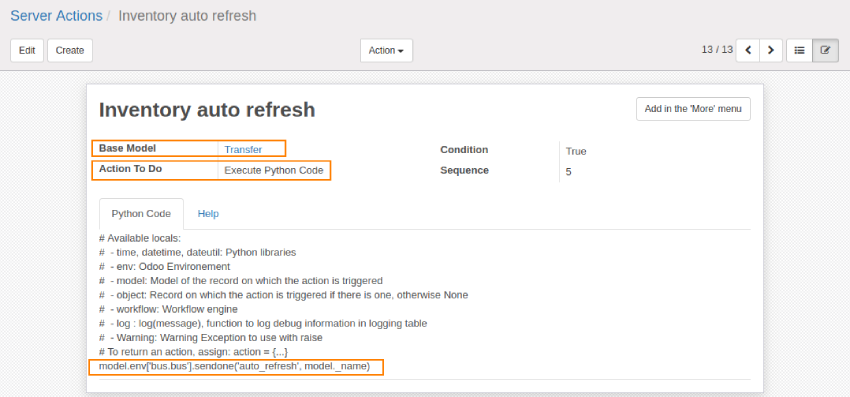 Server Actions / Inventory auto refresh
Edit Create Action 13 / 13
Inventory auto refresh
Add in the 'More' menu
Base Model Transfer Condition True
Action To Do Execute Python Code Sequence 5
Python Code Help
# Available locals:
#  - time, datetime, dateutil: Python libraries
#  - env: Odoo Environement
#  - model: Model of the record on which the action is triggered
#  - object: Record on which the action is triggered if there is one, otherwise None
#  - workflow: Workflow engine
#  - log : log(message), function to log debug information in logging table
#  - Warning: Warning Exception to use with raise
# To return an action, assign: action = {...}
model.env['bus.bus'].sendone('auto_refresh', model._name)